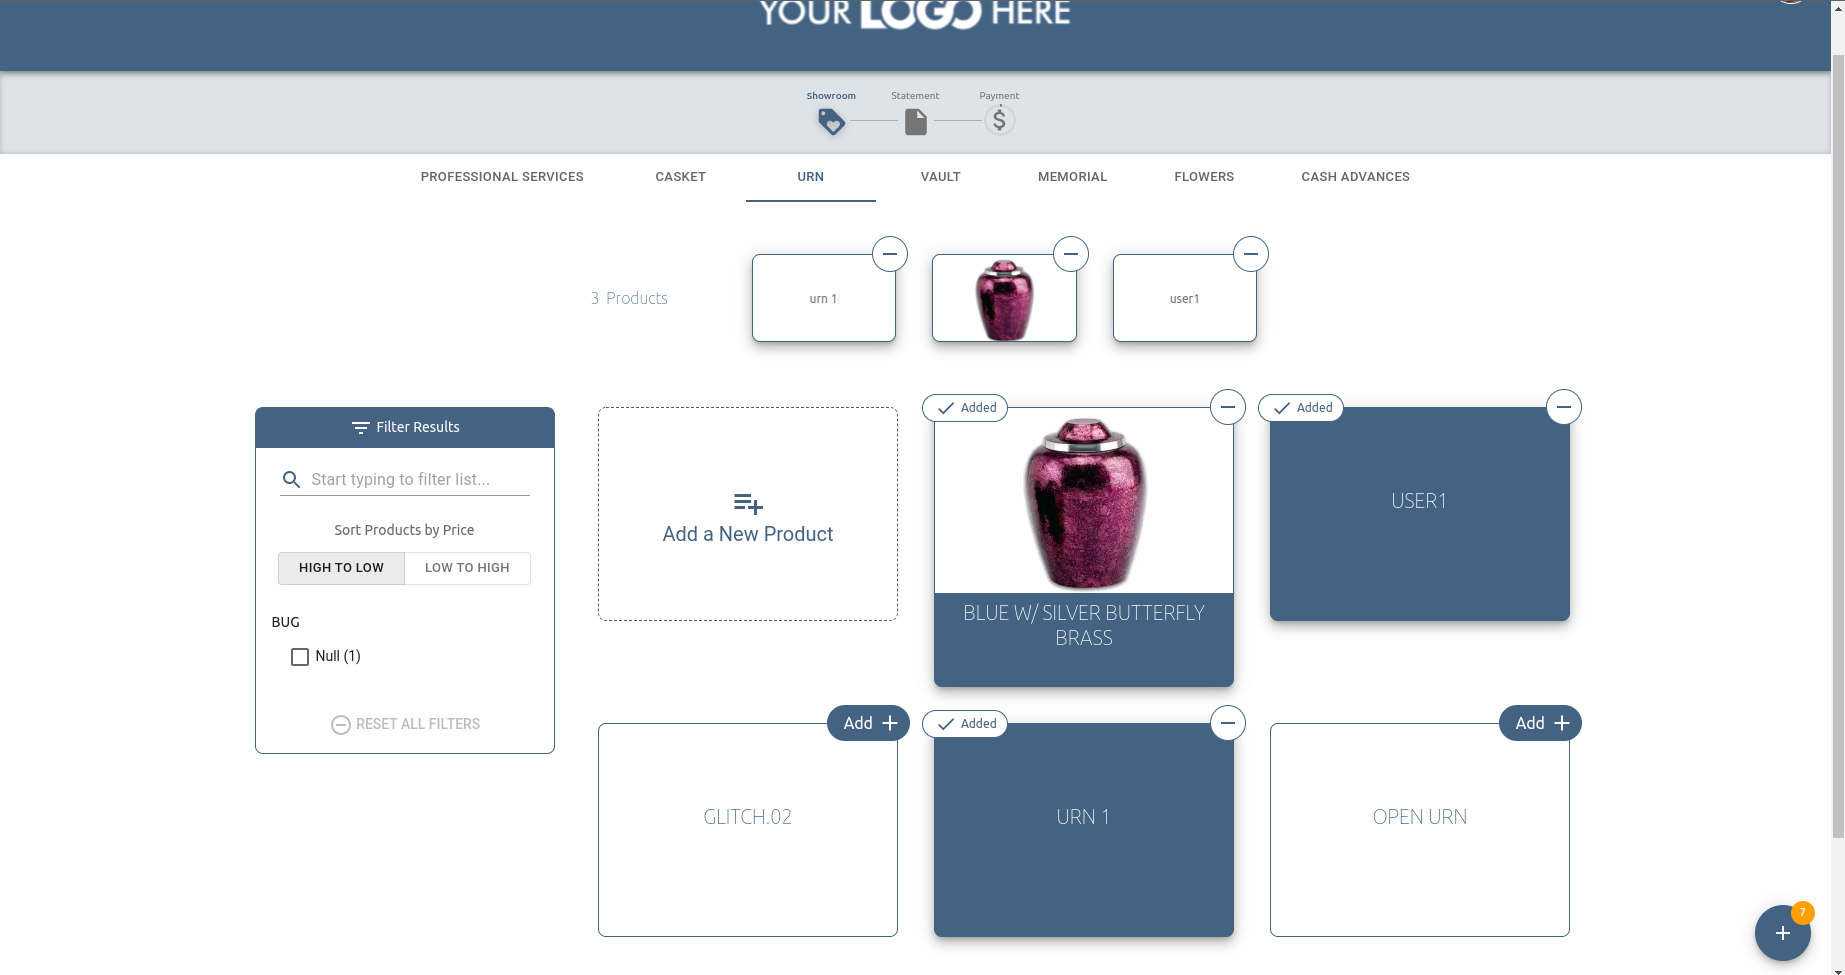 YOUR LOGO HERE
Showroom
Statement
Payment
PROFESSIONAL SERVICES
CASKET
URN
VAULT
MEMORIAL
FLOWERS
CASH ADVANCES
3 Products
urn 1
user1
Filter Results
Start typing to filter list...
Sort Products by Price
HIGH TO LOW
LOW TO HIGH
BUG
Null (1)
RESET ALL FILTERS
Add a New Product
Added
BLUE W/ SILVER BUTTERFLY
BRASS
Added
USER1
Add
GLITCH.02
Added
URN 1
Add
OPEN URN
7